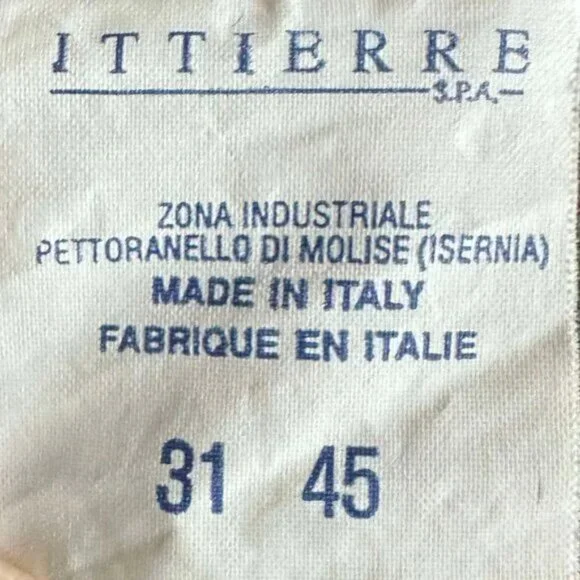 ITTIERRE
S.P.A.
ZONA INDUSTRIALE
PETTORANELLO DI MOLISE (ISERNIA)
MADE IN ITALY
FABRIQUE EN ITALIE
31 45